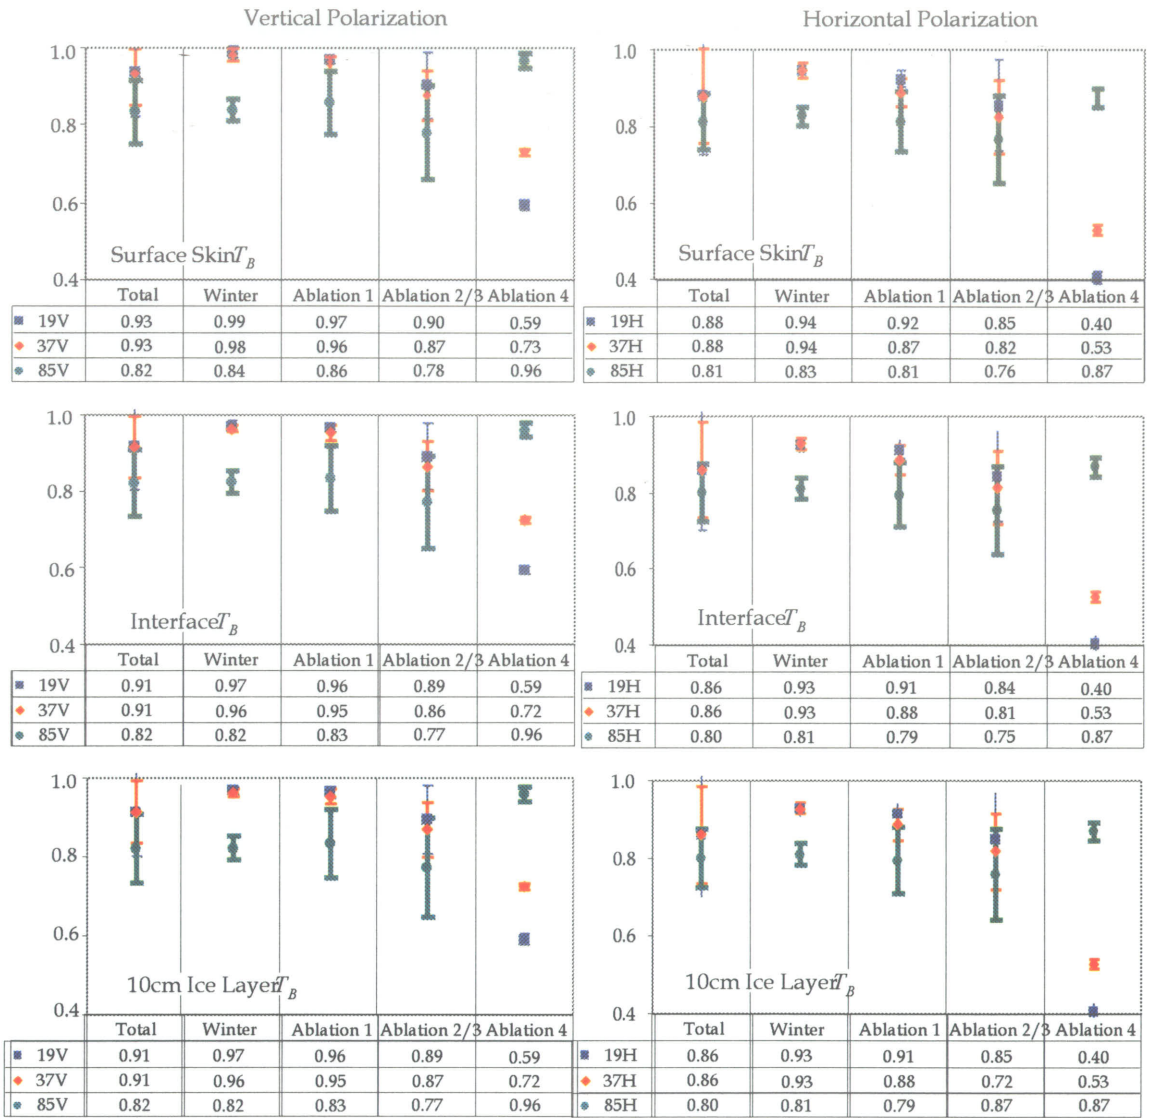 Vertical Polarization
Horizontal Polarization
1.0
0.8
0.6
0.4
Surface Skin T_B
Total Winter Ablation 1 Ablation 2/3 Ablation 4
19V 0.93 0.99 0.97 0.90 0.59
37V 0.93 0.98 0.96 0.87 0.73
85V 0.82 0.84 0.86 0.78 0.96
1.0
0.8
0.6
0.4
Surface Skin T_B
Total Winter Ablation 1 Ablation 2/3 Ablation 4
19H 0.88 0.94 0.92 0.85 0.40
37H 0.88 0.94 0.87 0.82 0.53
85H 0.81 0.83 0.81 0.76 0.87
1.0
0.8
0.6
0.4
Interface T_B
Total Winter Ablation 1 Ablation 2/3 Ablation 4
19V 0.91 0.97 0.96 0.89 0.59
37V 0.91 0.96 0.95 0.86 0.72
85V 0.82 0.82 0.83 0.77 0.96
1.0
0.8
0.6
0.4
Interface T_B
Total Winter Ablation 1 Ablation 2/3 Ablation 4
19H 0.86 0.93 0.91 0.84 0.40
37H 0.86 0.93 0.88 0.81 0.53
85H 0.80 0.81 0.79 0.75 0.87
1.0
0.8
0.6
0.4
10cm Ice Layer T_B
Total Winter Ablation 1 Ablation 2/3 Ablation 4
19V 0.91 0.97 0.96 0.89 0.59
37V 0.91 0.96 0.95 0.87 0.72
85V 0.82 0.82 0.83 0.77 0.96
1.0
0.8
0.6
0.4
10cm Ice Layer T_B
Total Winter Ablation 1 Ablation 2/3 Ablation 4
19H 0.86 0.93 0.91 0.85 0.40
37H 0.86 0.93 0.88 0.72 0.53
85H 0.80 0.81 0.79 0.87 0.87